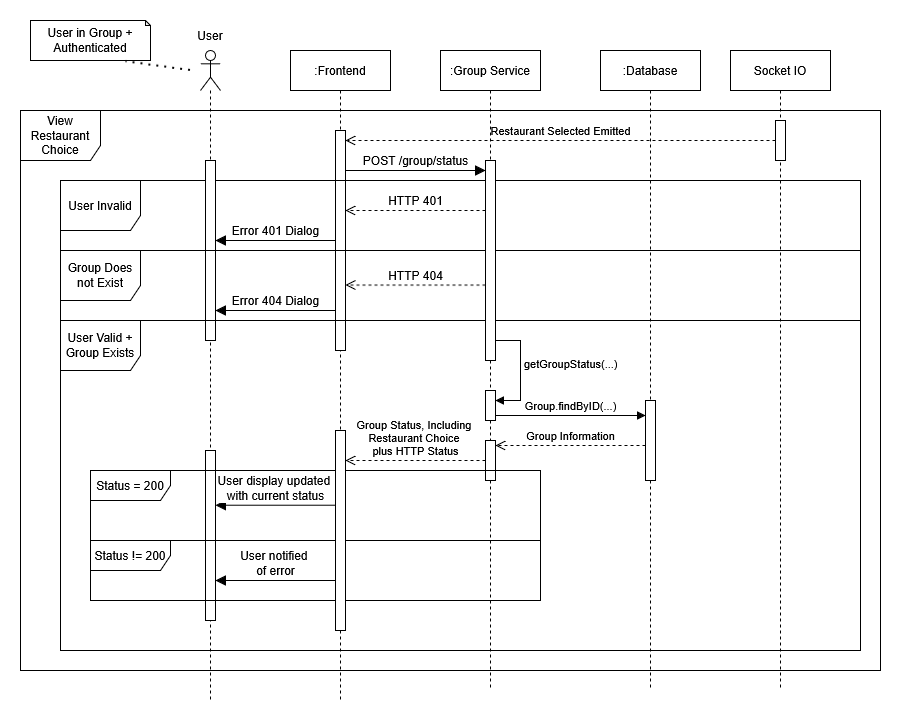 User in Group +
Authenticated
User
:Frontend
:Group Service
:Database
Socket IO
View
Restaurant
Choice
Restaurant Selected Emitted
POST /group/status
User Invalid
HTTP 401
Error 401 Dialog
Group Does
not Exist
HTTP 404
Error 404 Dialog
User Valid +
Group Exists
getGroupStatus(...)
Group.findByID(...)
Group Status, Including
Restaurant Choice
plus HTTP Status
Group Information
Status = 200
User display updated
with current status
Status != 200
User notified
of error